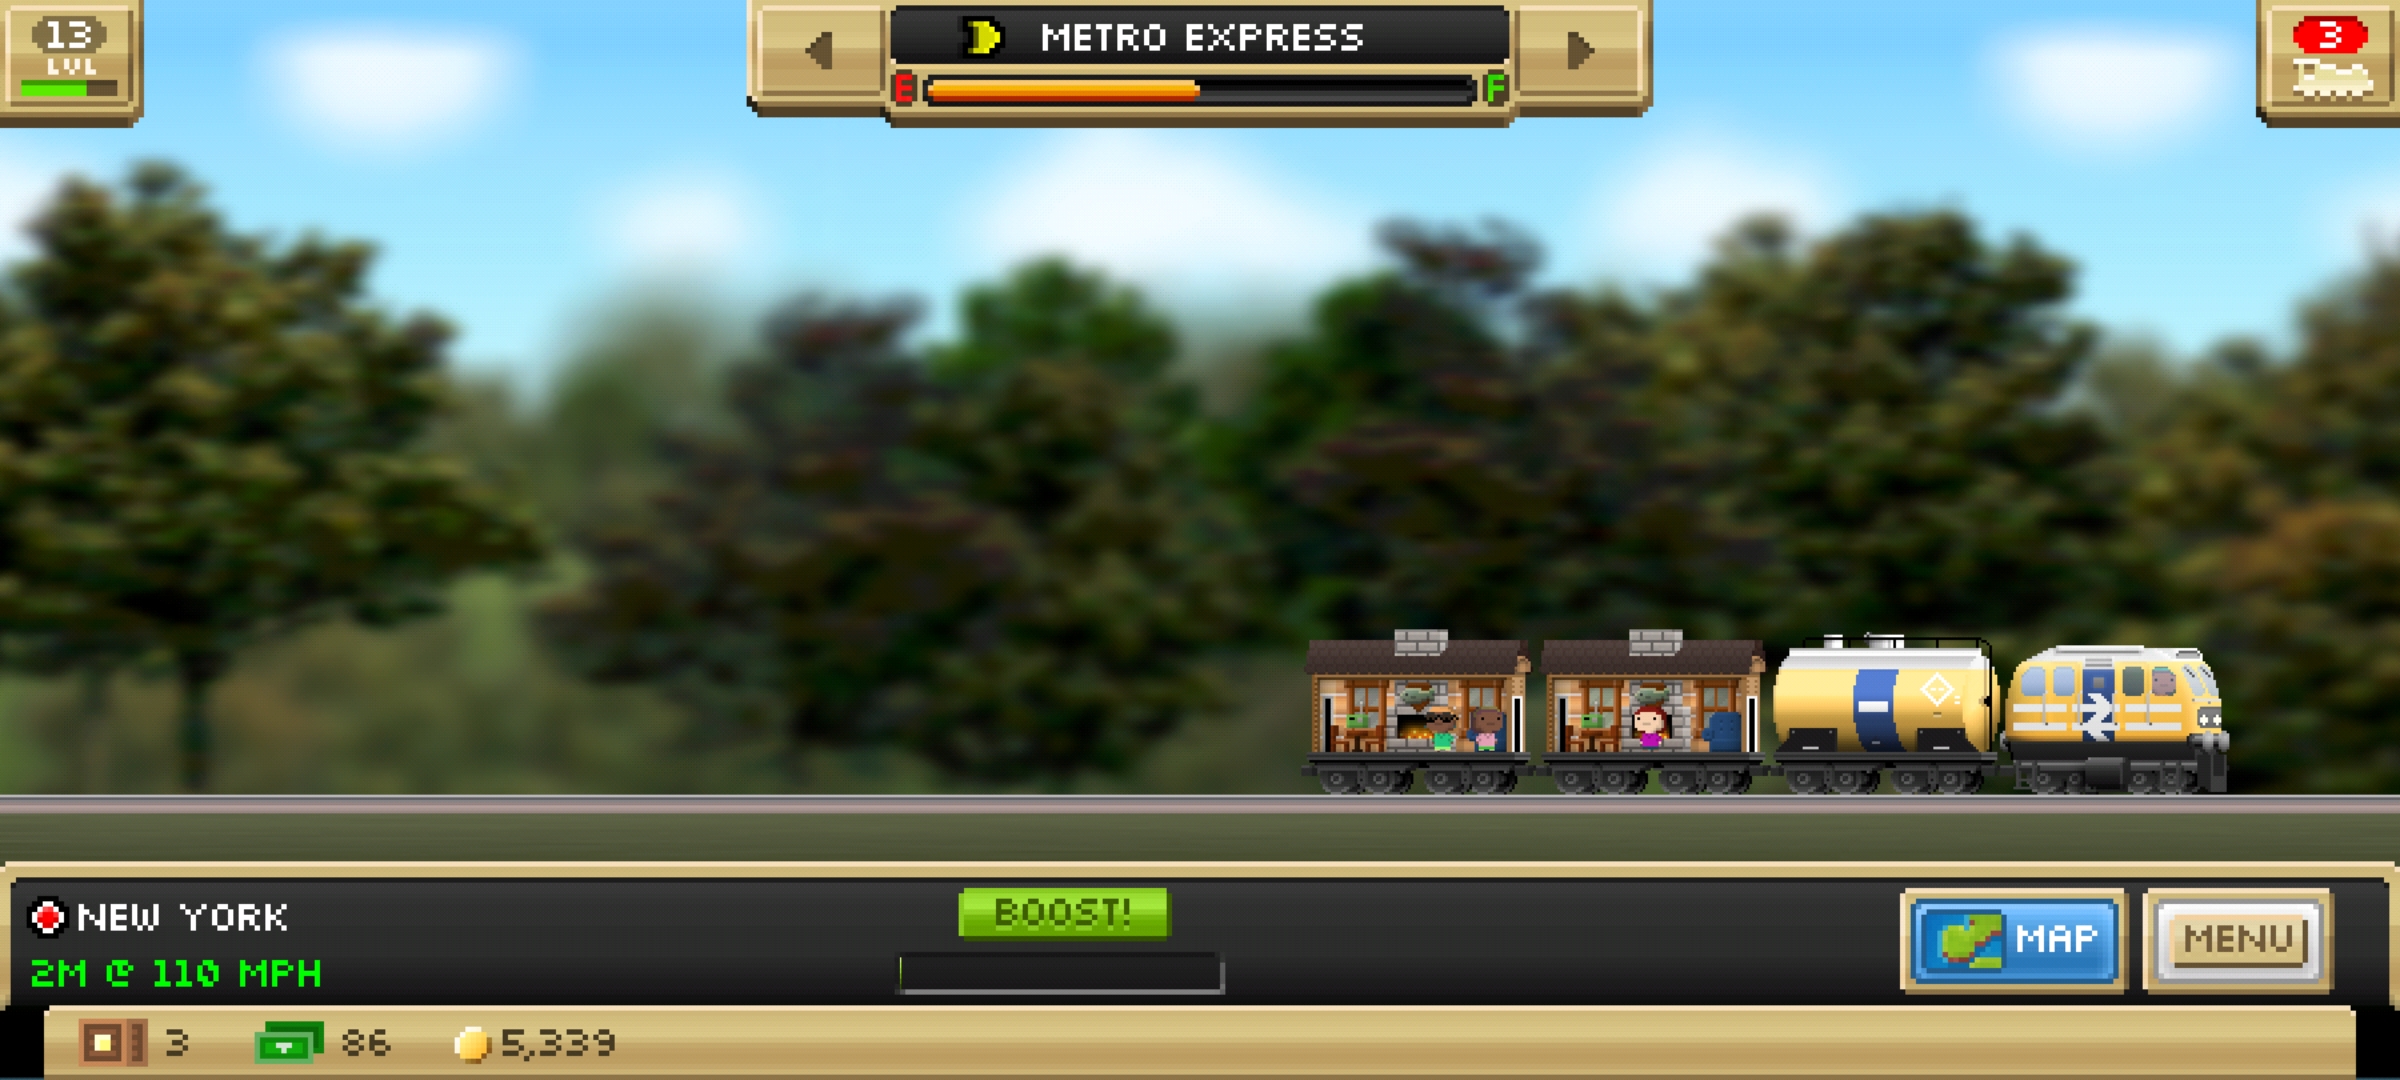 13
LVL
METRO EXPRESS
E F
3
NEW YORK
2M @ 110 MPH
BOOST!
MAP
MENU
3 86 5,339